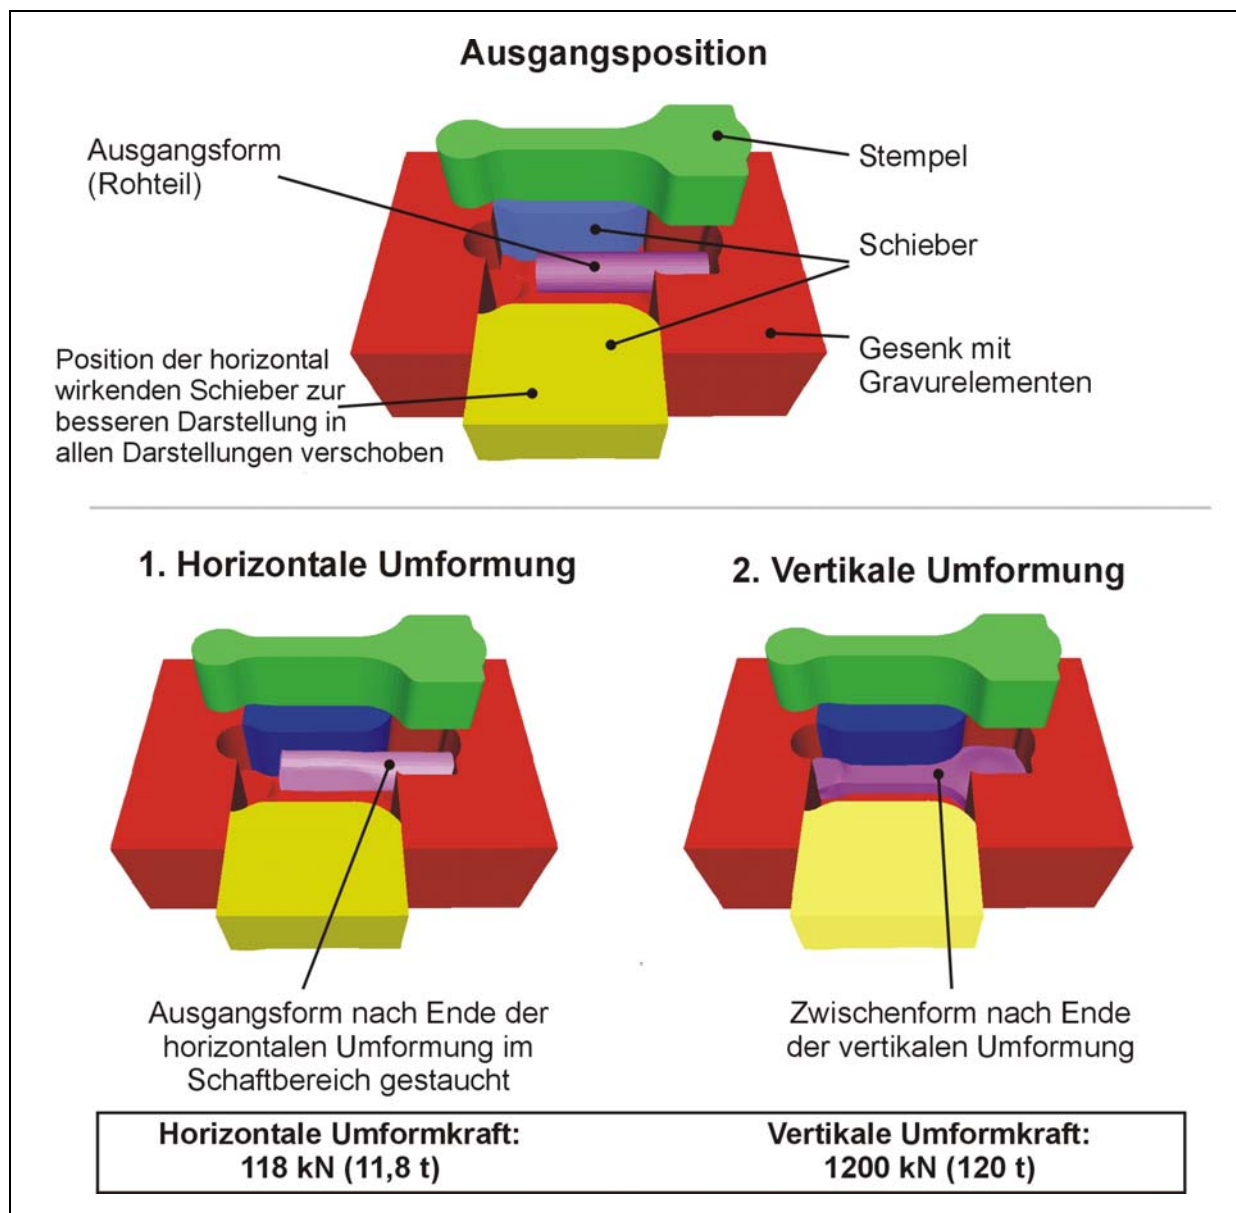 Ausgangsposition
Ausgangsform
(Rohteil)
Stempel
Schieber
Position der horizontal
wirkenden Schieber zur
besseren Darstellung in
allen Darstellungen verschoben
Gesenk mit
Gravurelementen
1. Horizontale Umformung
2. Vertikale Umformung
Ausgangsform nach Ende der
horizontalen Umformung im
Schaftbereich gestaucht
Zwischenform nach Ende
der vertikalen Umformung
Horizontale Umformkraft:
118 kN (11,8 t)
Vertikale Umformkraft:
1200 kN (120 t)